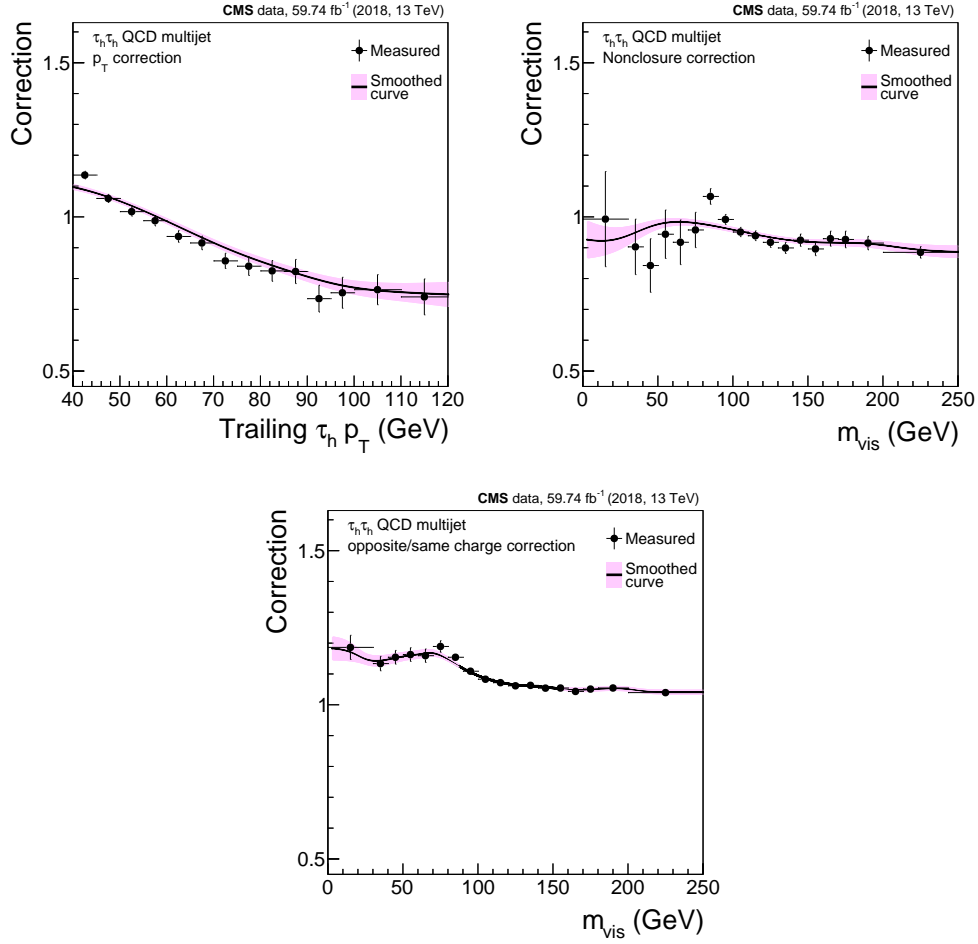 CMS data, 59.74 fb⁻¹ (2018, 13 TeV)
τₕτₕ QCD multijet
p_T correction
Measured
Smoothed
curve
Correction
1.5
1
0.5
40 50 60 70 80 90 100 110 120
Trailing τₕ p_T (GeV)
CMS data, 59.74 fb⁻¹ (2018, 13 TeV)
τₕτₕ QCD multijet
Nonclosure correction
Measured
Smoothed
curve
Correction
1.5
1
0.5
0 50 100 150 200 250
m_vis (GeV)
CMS data, 59.74 fb⁻¹ (2018, 13 TeV)
τₕτₕ QCD multijet
opposite/same charge correction
Measured
Smoothed
curve
Correction
1.5
1
0.5
0 50 100 150 200 250
m_vis (GeV)